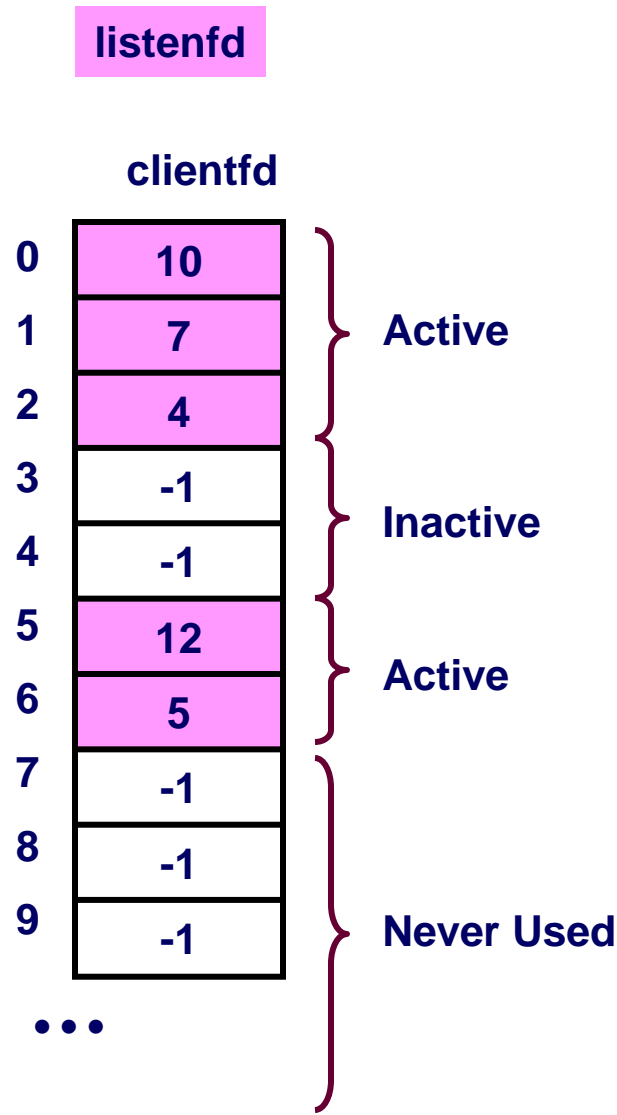 listenfd
clientfd
0 10
1 7 Active
2 4
3 -1
Inactive
4 -1
5 12
Active
6 5
7 -1
8 -1
9 -1 Never Used
•••